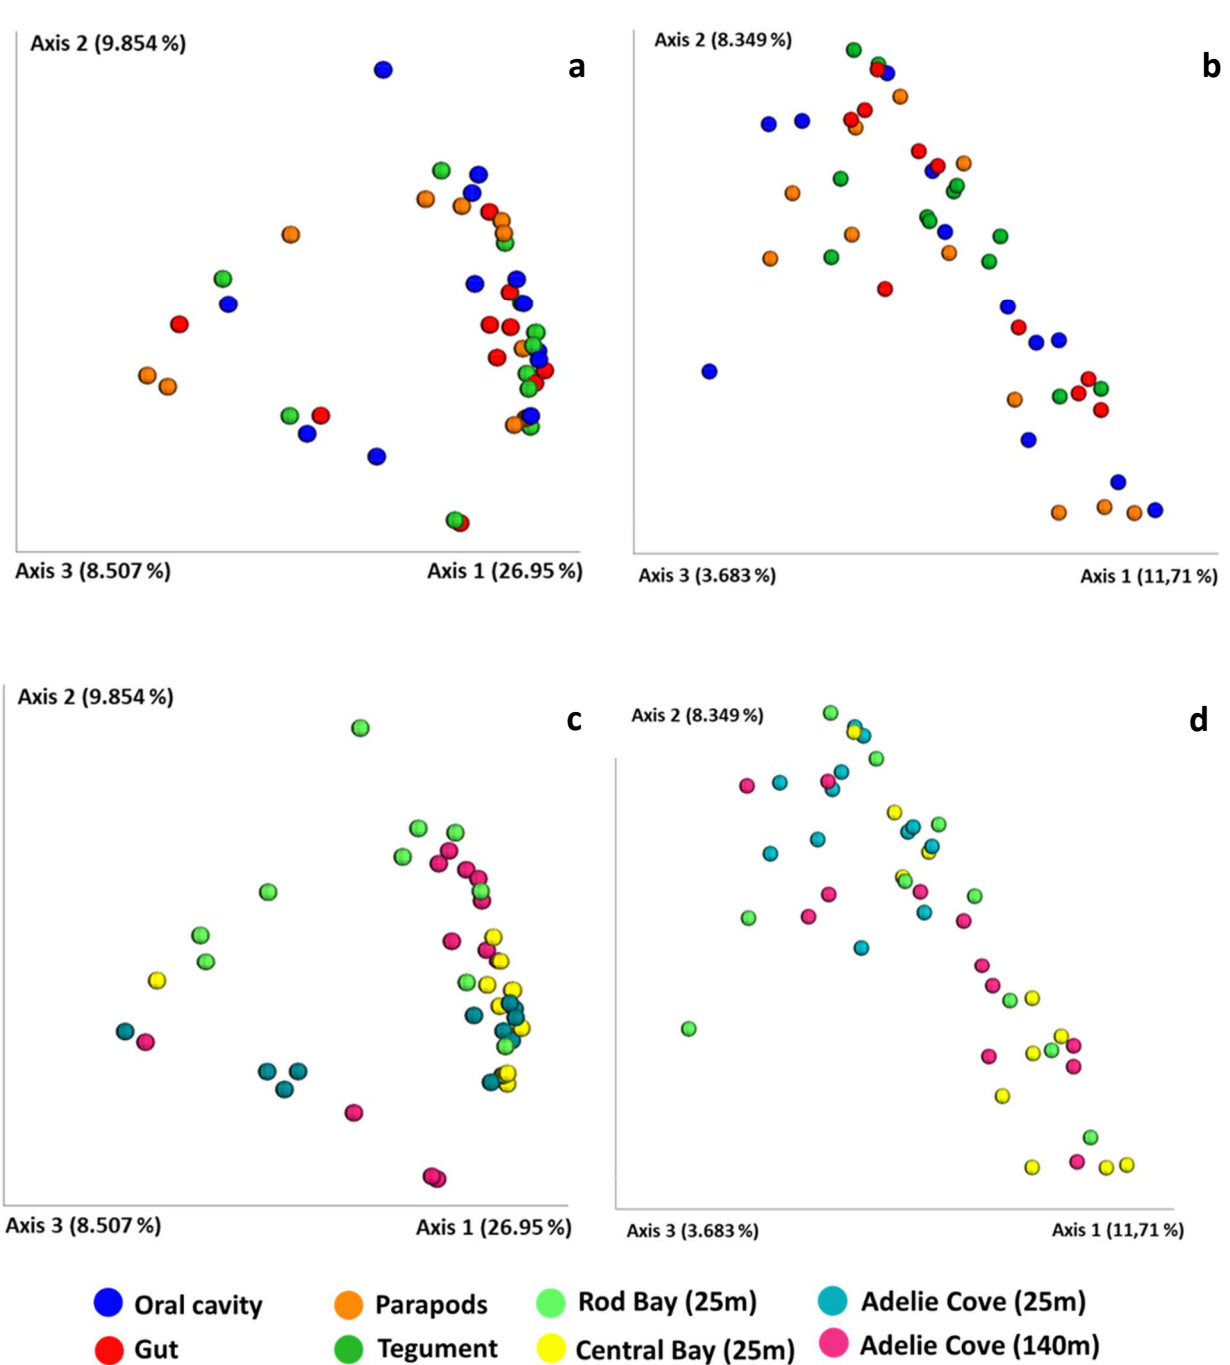 Axis 2 (9.854 %)
a
Axis 3 (8.507 %)
Axis 1 (26.95 %)
Axis 2 (8.349 %)
b
Axis 3 (3.683 %)
Axis 1 (11,71 %)
Axis 2 (9.854 %)
c
Axis 3 (8.507 %)
Axis 1 (26.95 %)
Axis 2 (8.349 %)
d
Axis 3 (3.683 %)
Axis 1 (11,71 %)
Oral cavity
Parapods
Rod Bay (25m)
Adelie Cove (25m)
Gut
Tegument
Central Bay (25m)
Adelie Cove (140m)